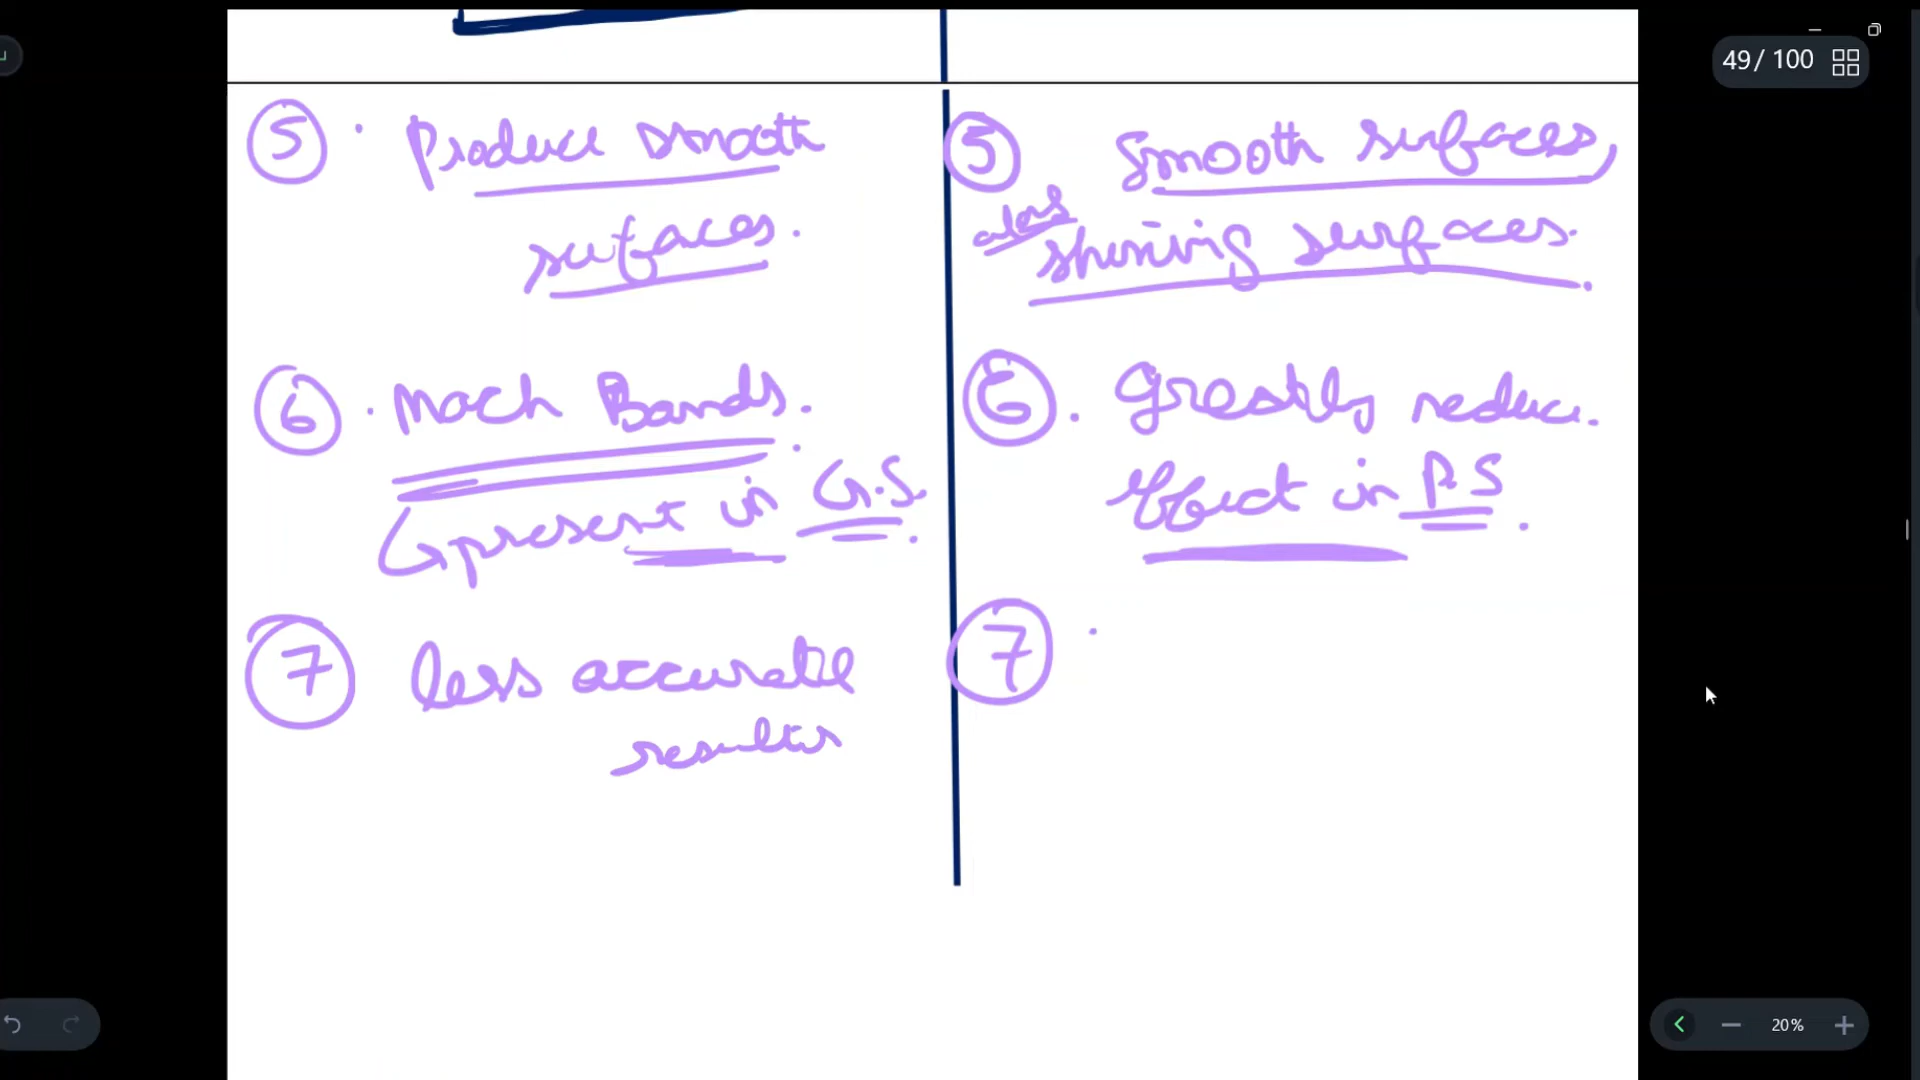 49/ 100
5 · Produce smooth
surfaces.
6 · Mach Bands.
present in G.S.
7 less accurate
results
5 Smooth surfaces,
also shining surfaces.
6. Greatly reduce.
effect in P.S.
7 ·
20%